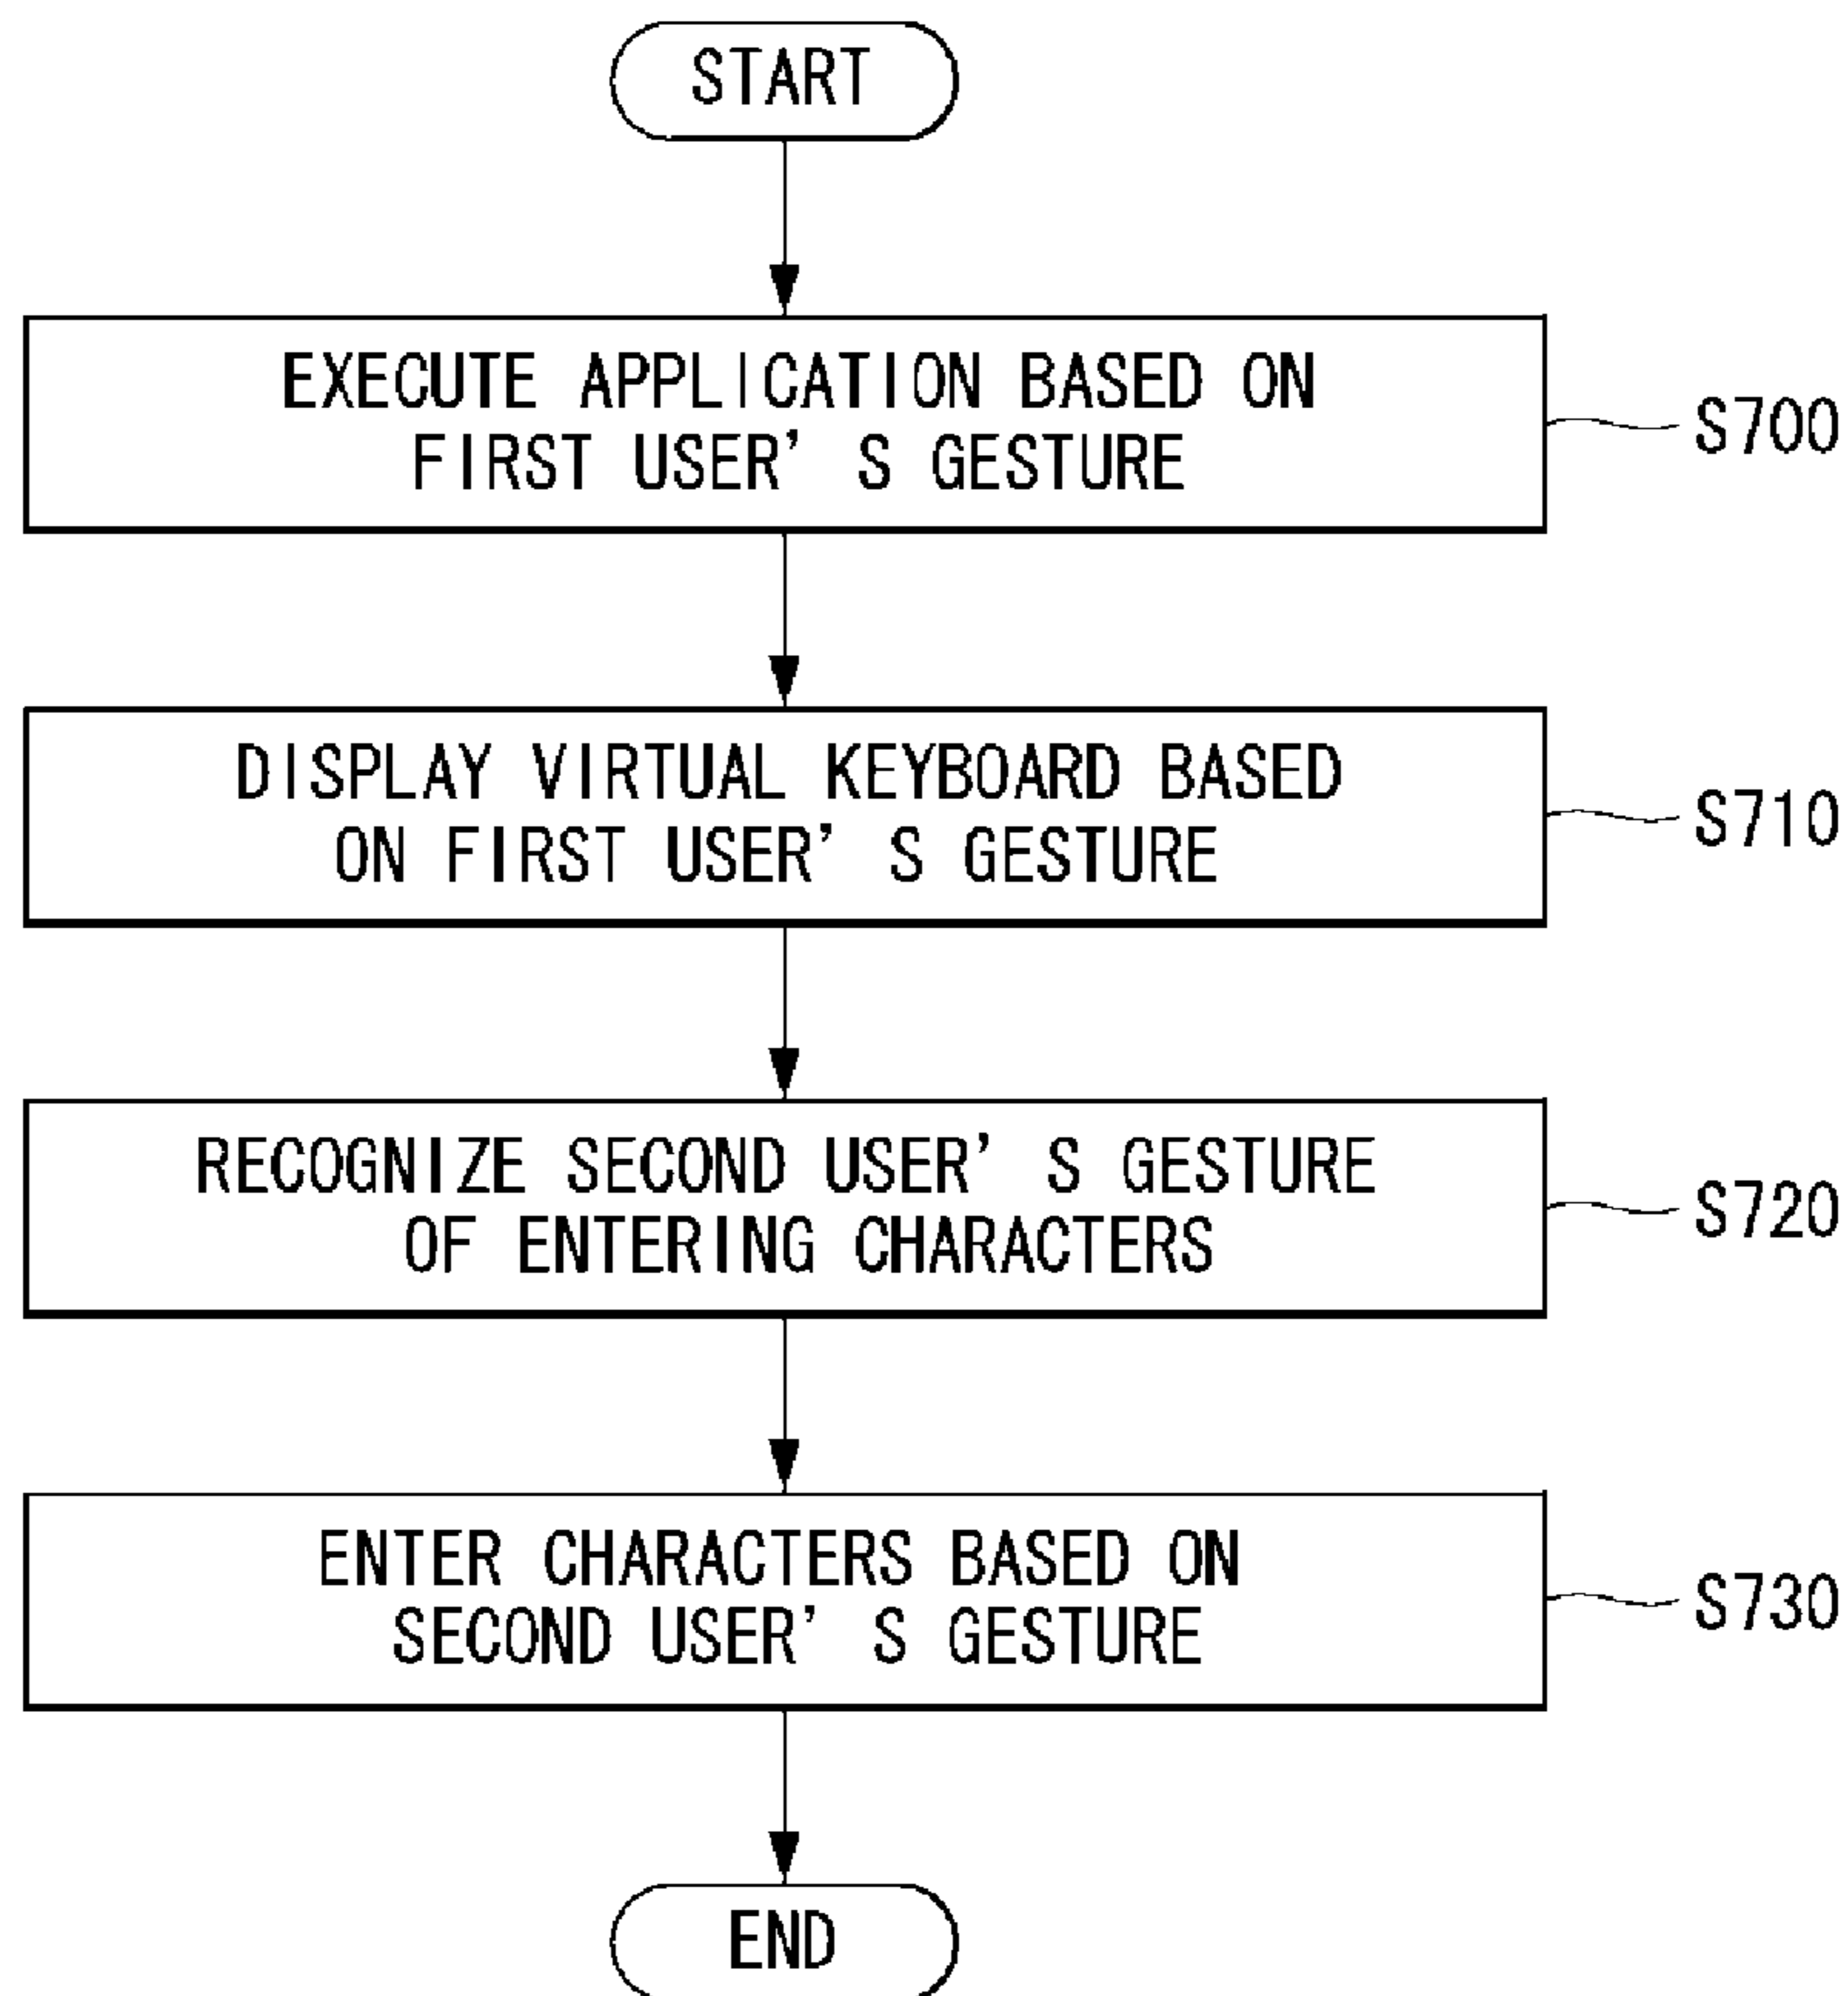 START
EXECUTE APPLICATION BASED ON
FIRST USER' S GESTURE
S700
DISPLAY VIRTUAL KEYBOARD BASED
ON FIRST USER' S GESTURE
S710
RECOGNIZE SECOND USER' S GESTURE
OF ENTERING CHARACTERS
S720
ENTER CHARACTERS BASED ON
SECOND USER' S GESTURE
S730
END